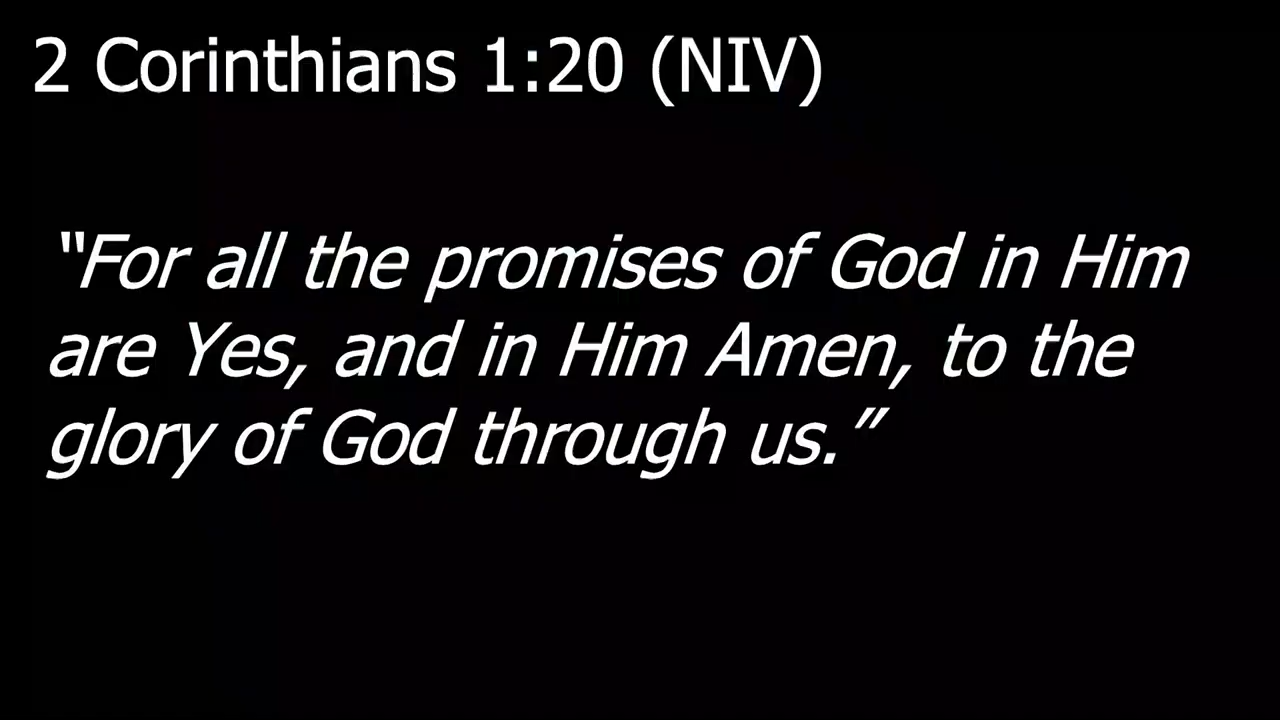 2 Corinthians 1:20 (NIV)
“For all the promises of God in Him
are Yes, and in Him Amen, to the
glory of God through us.”